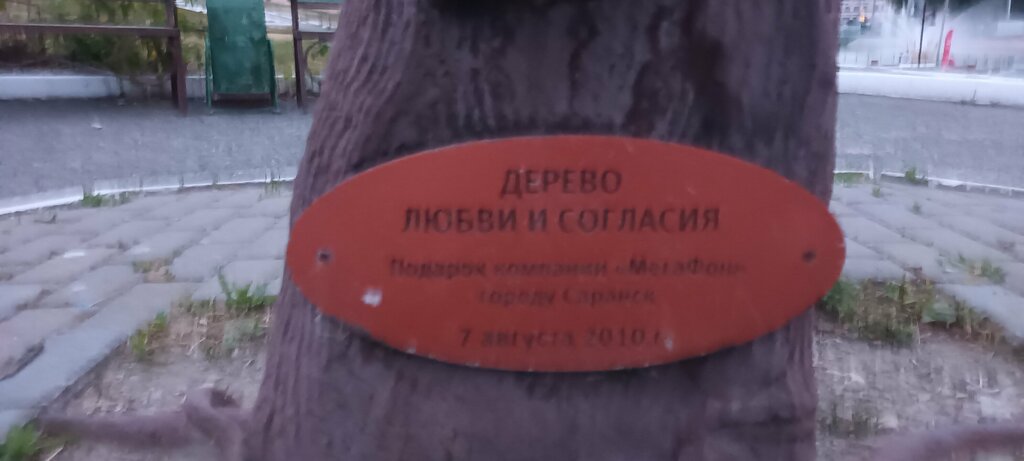 ДЕРЕВО
ЛЮБВИ И СОГЛАСИЯ
Подарок компании «МегаФон»
городу Саранск
7 августа 2010 г.